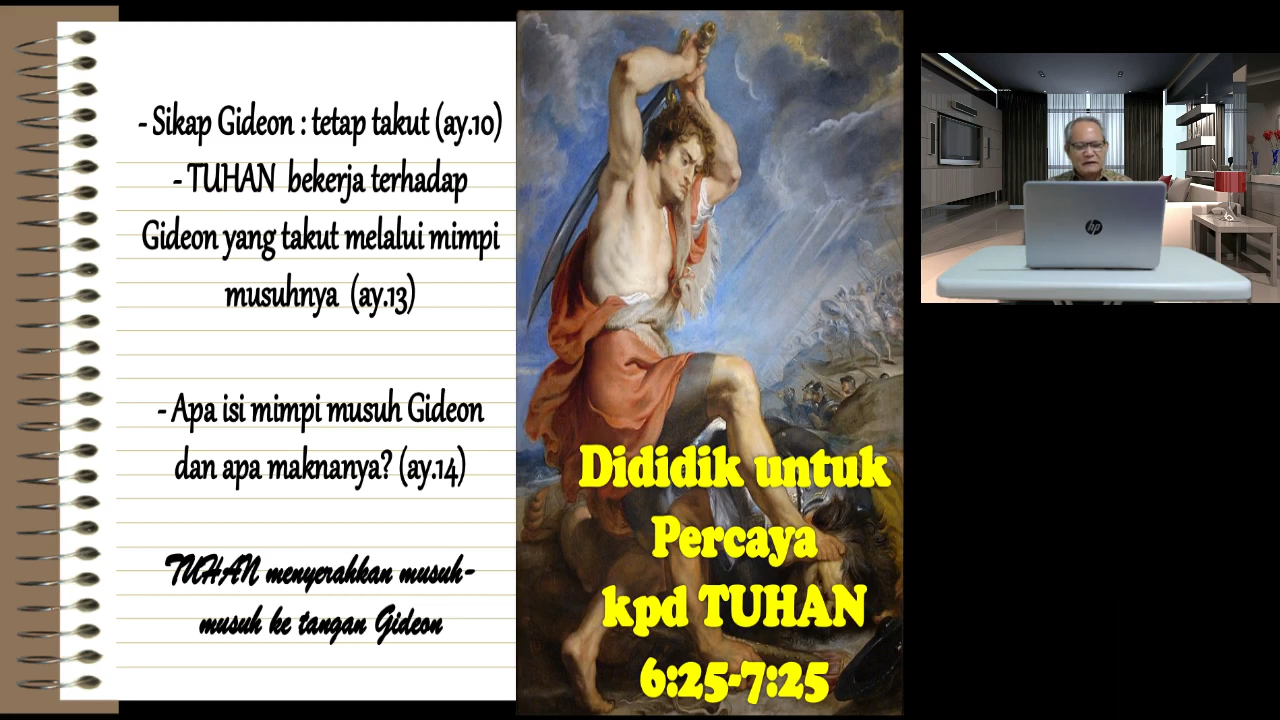 - Sikap Gideon : tetap takut (ay.10)
- TUHAN bekerja terhadap
Gideon yang takut melalui mimpi
musuhnya (ay.13)
- Apa isi mimpi musuh Gideon
dan apa maknanya? (ay.14)
TUHAN menyerahkan musuh-
musuh ke tangan Gideon
Dididik untuk
Percaya
kpd TUHAN
6:25-7:25
hp